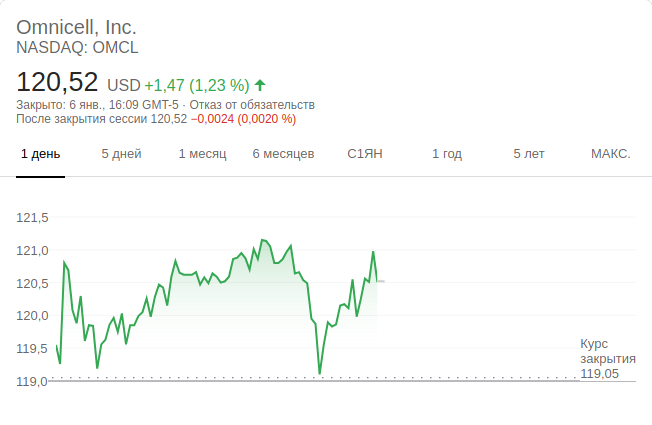 Omnicell, Inc.
NASDAQ: OMCL
120,52 USD +1,47 (1,23 %)
Закрыто: 6 янв., 16:09 GMT-5 · Отказ от обязательств
После закрытия сессии 120,52 −0,0024 (0,0020 %)
1 день 5 дней 1 месяц 6 месяцев С1ЯН 1 год 5 лет МАКС.
121,5
121,0
120,5
120,0
119,5
119,0
Курс
закрытия
119,05